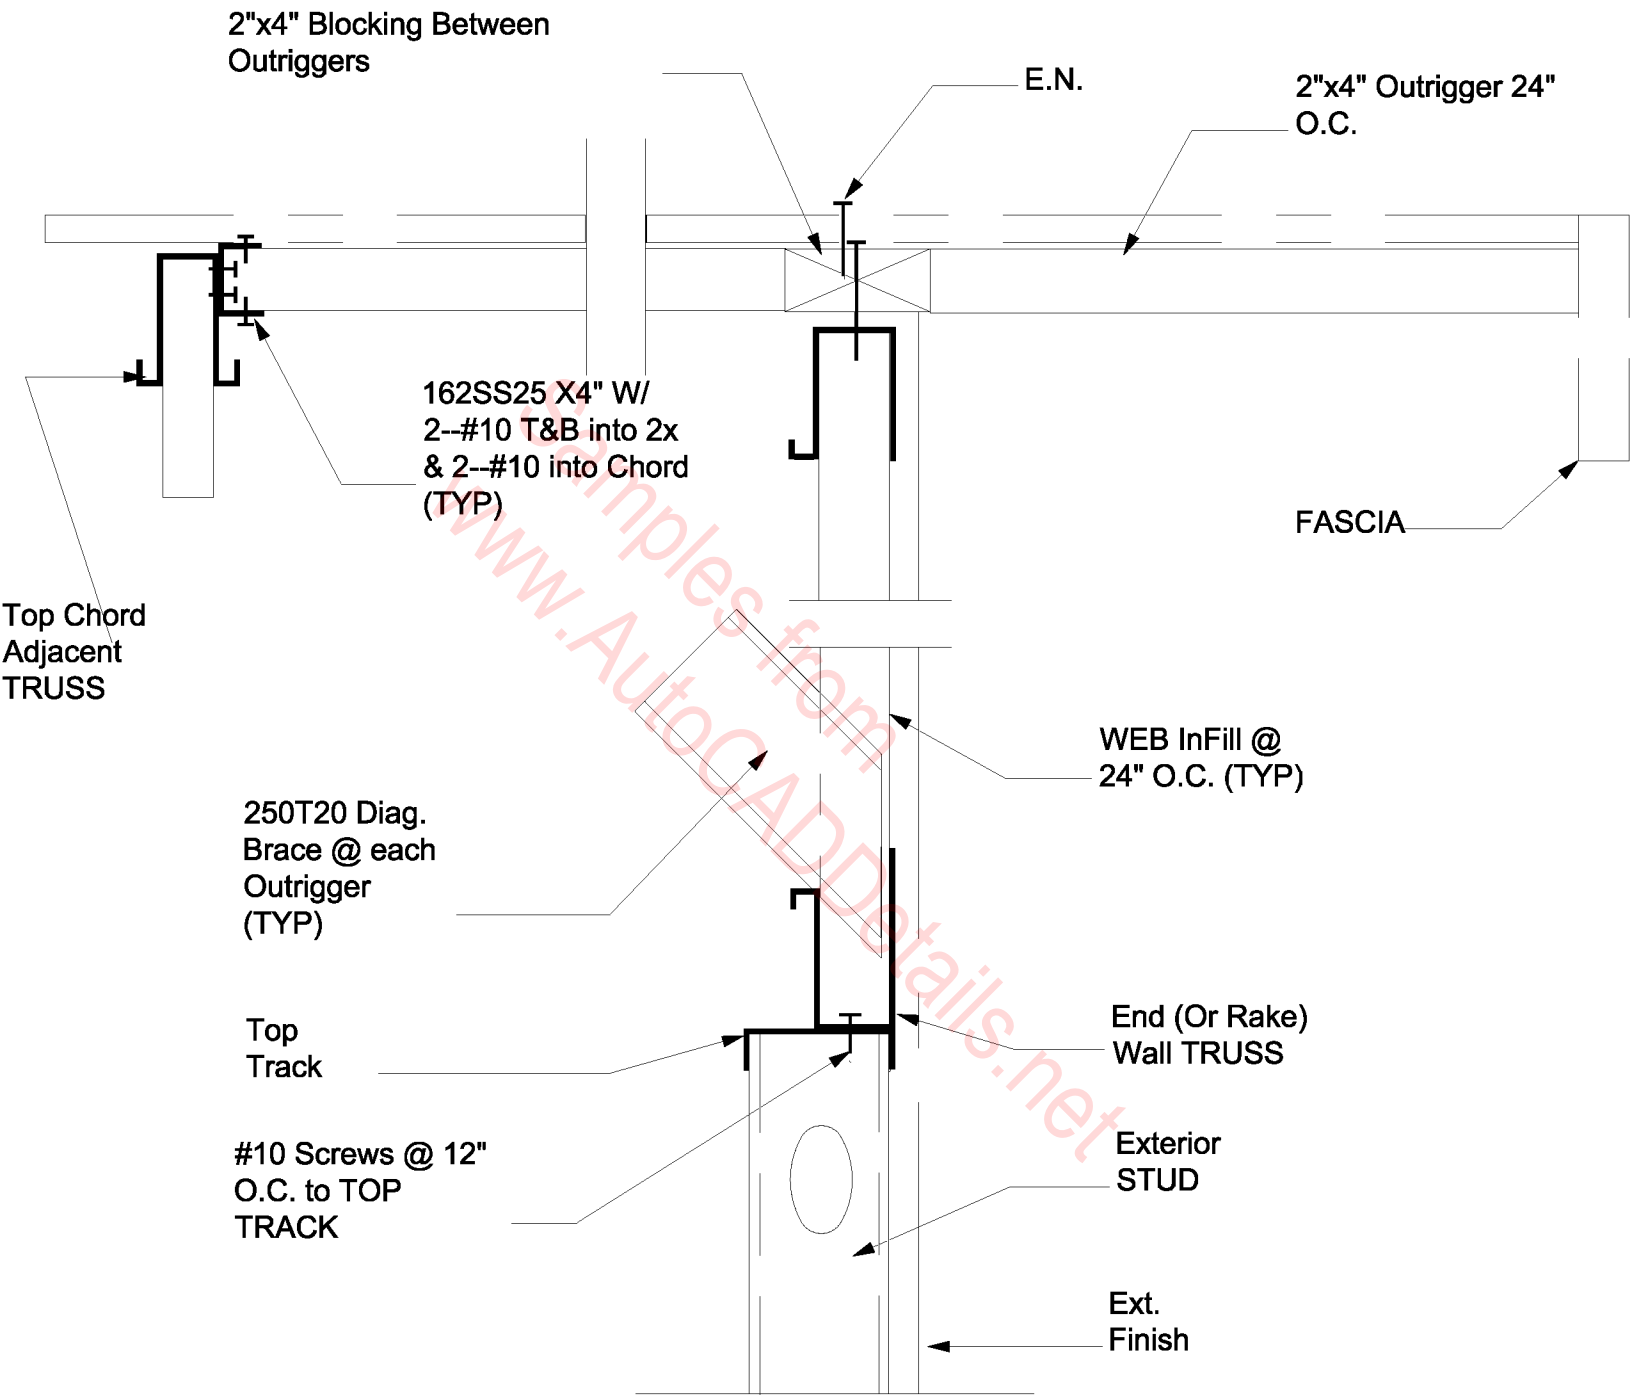 2"x4" Blocking Between
Outriggers
E.N.
2"x4" Outrigger 24"
O.C.
162SS25 X4" W/
2--#10 T&B into 2x
& 2--#10 into Chord
(TYP)
FASCIA
Top Chord
Adjacent
TRUSS
WEB InFill @
24" O.C. (TYP)
250T20 Diag.
Brace @ each
Outrigger
(TYP)
Top
Track
End (Or Rake)
Wall TRUSS
#10 Screws @ 12"
O.C. to TOP
TRACK
Exterior
STUD
Ext.
Finish
Samples from
www.AutoCADDetails.net